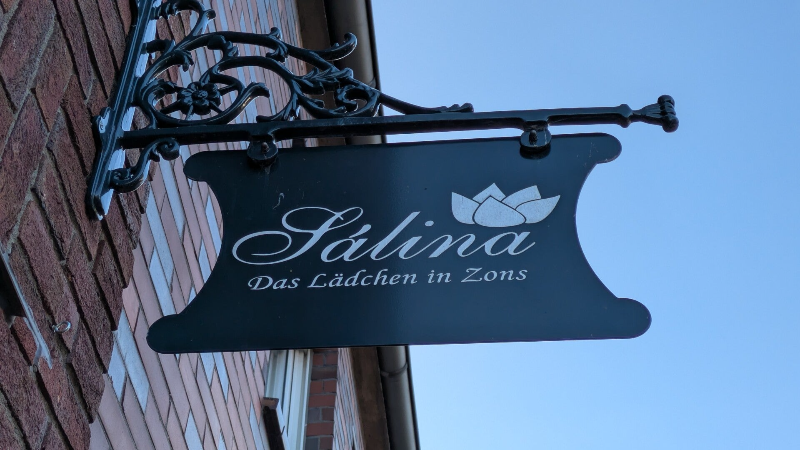 Sálina
Das Lädchen in Zons